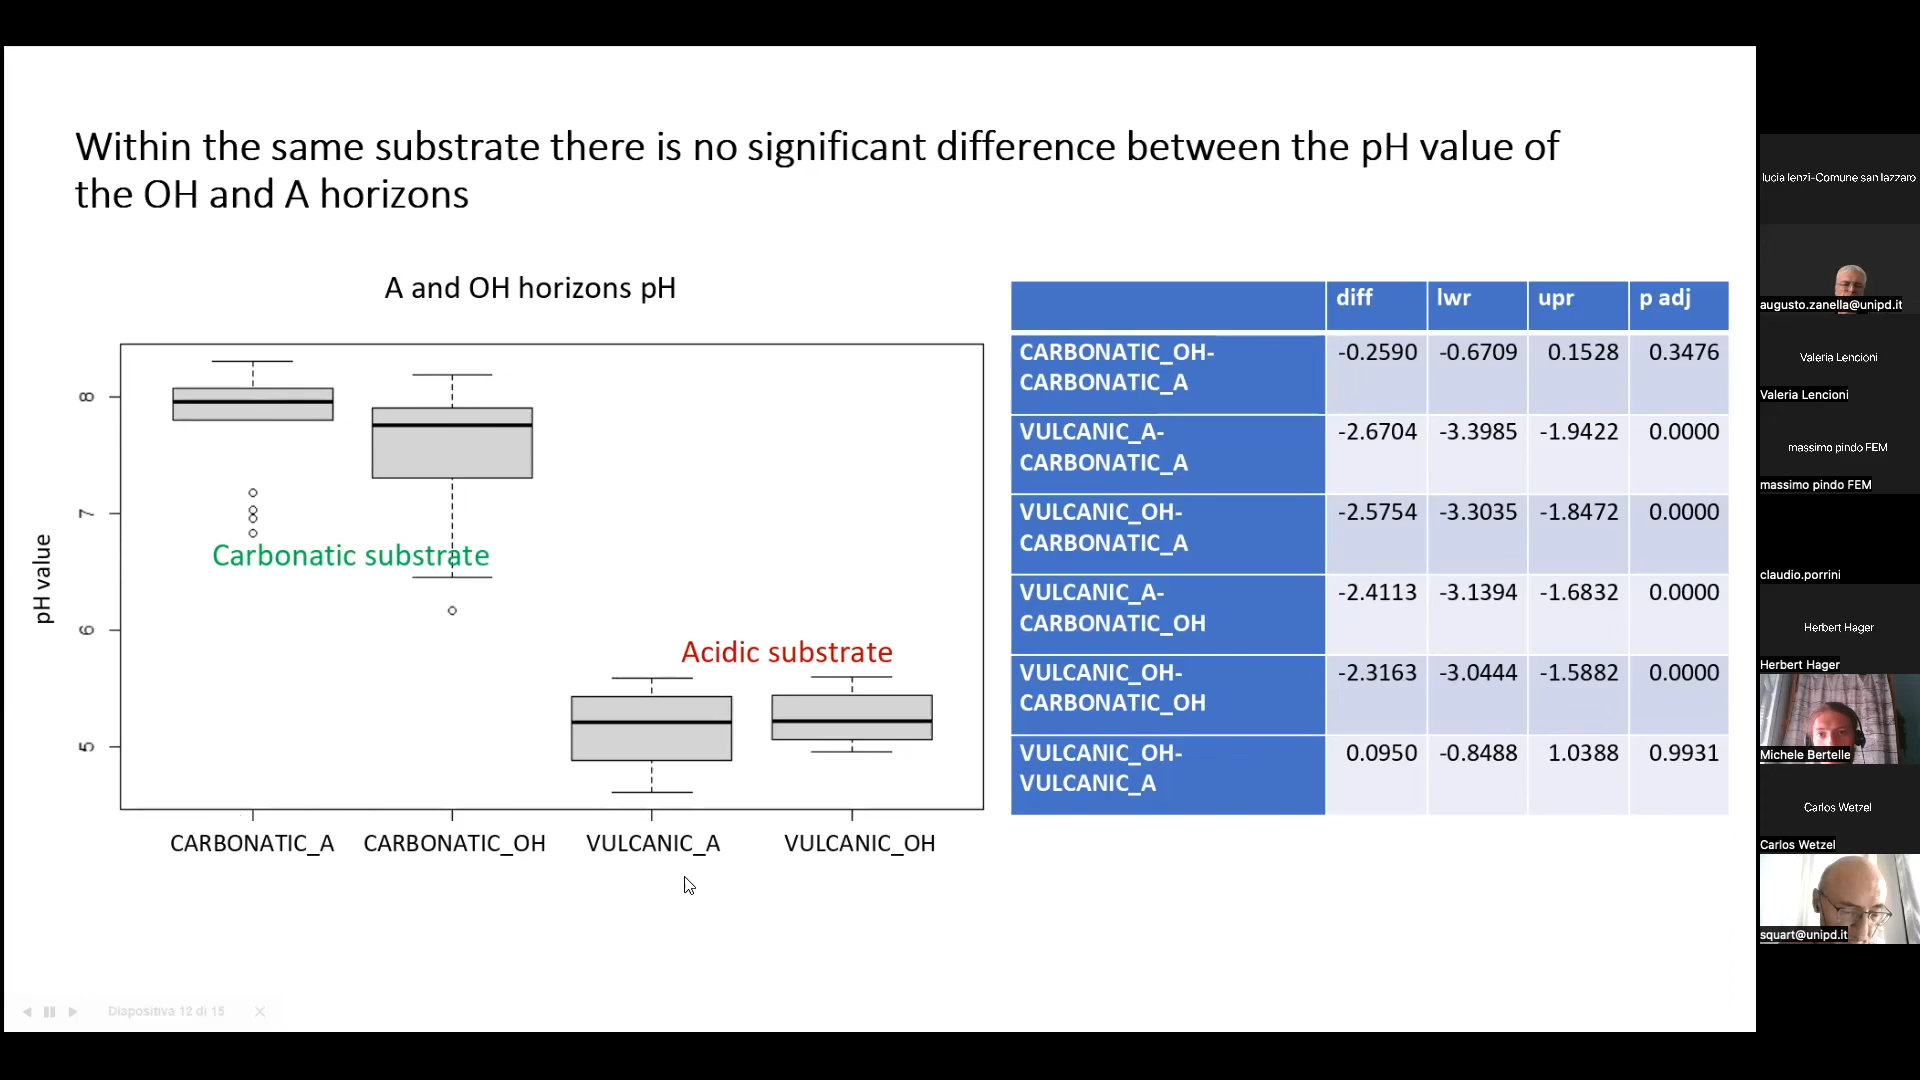 Within the same substrate there is no significant difference between the pH value of
the OH and A horizons
A and OH horizons pH
pH value
8
7
6
5
Carbonatic substrate
Acidic substrate
CARBONATIC_A
CARBONATIC_OH
VULCANIC_A
VULCANIC_OH
diff lwr upr p adj
CARBONATIC_OH-
CARBONATIC_A
-0.2590 -0.6709 0.1528 0.3476
VULCANIC_A-
CARBONATIC_A
-2.6704 -3.3985 -1.9422 0.0000
VULCANIC_OH-
CARBONATIC_A
-2.5754 -3.3035 -1.8472 0.0000
VULCANIC_A-
CARBONATIC_OH
-2.4113 -3.1394 -1.6832 0.0000
VULCANIC_OH-
CARBONATIC_OH
-2.3163 -3.0444 -1.5882 0.0000
VULCANIC_OH-
VULCANIC_A
0.0950 -0.8488 1.0388 0.9931
Diapositiva 12 di 15
lucia lenzi-Comune san lazzaro
augusto.zanella@unipd.it
Valeria Lencioni
Valeria Lencioni
massimo pindo FEM
massimo pindo FEM
claudio.porrini
Herbert Hager
Herbert Hager
Michele Bertelle
Carlos Wetzel
Carlos Wetzel
squart@unipd.it